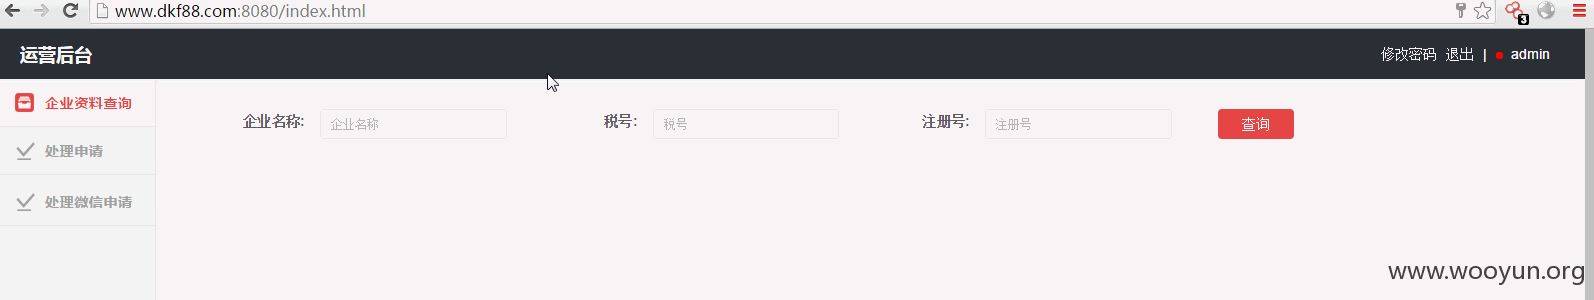 www.dkf88.com:8080/index.html
3
运营后台
修改密码 退出 | admin
企业资料查询
处理申请
处理微信申请
企业名称: 企业名称 税号: 税号 注册号: 注册号 查询
www.wooyun.org